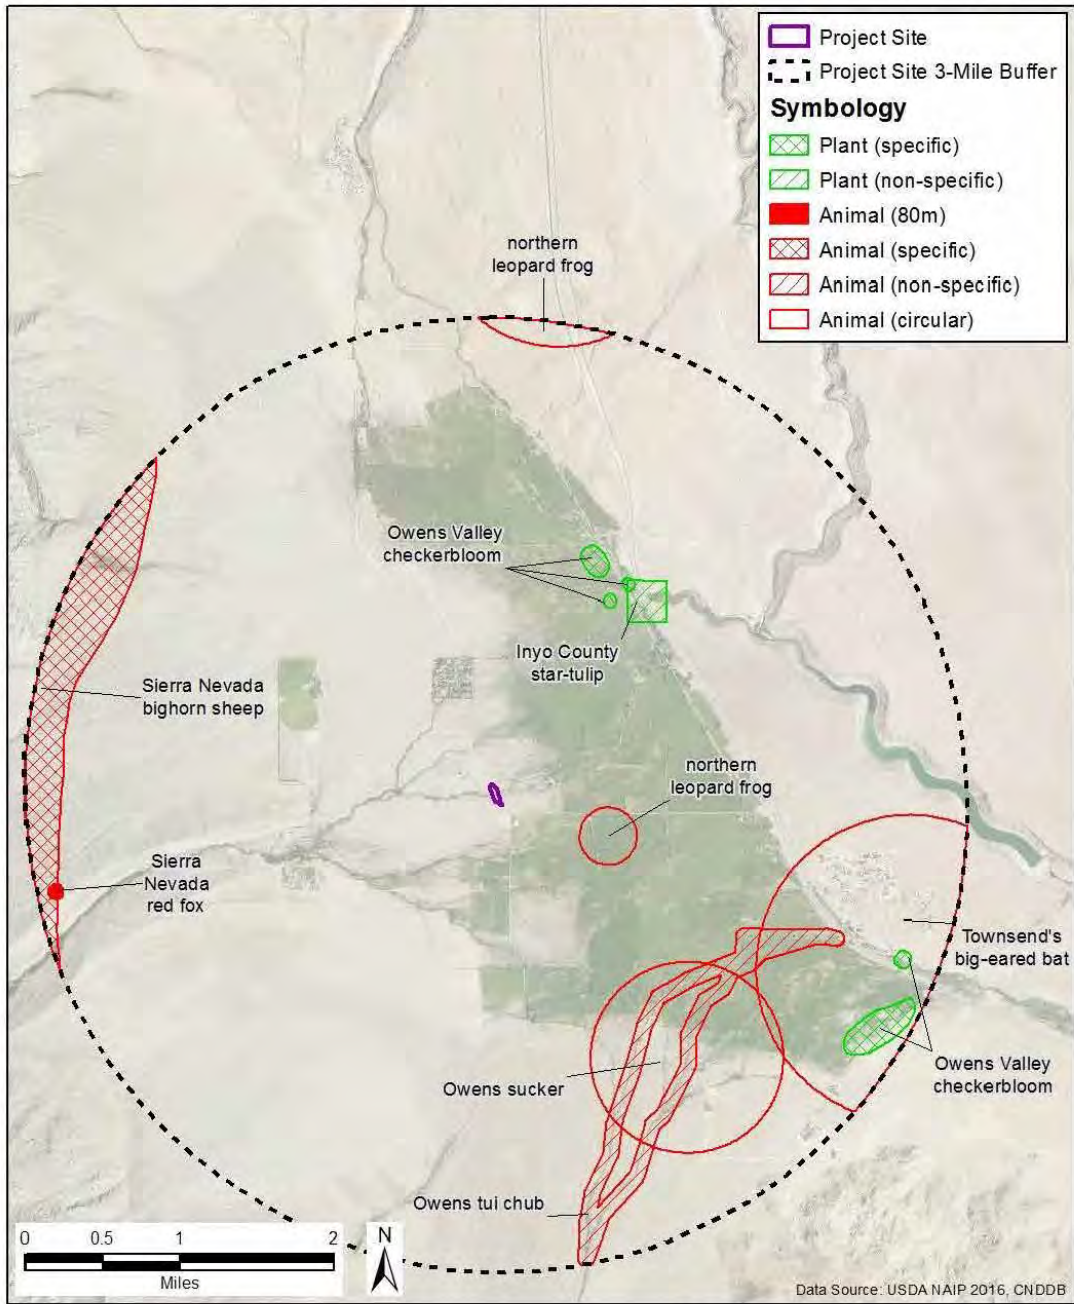 Project Site
Project Site 3-Mile Buffer
Symbology
Plant (specific)
Plant (non-specific)
Animal (80m)
Animal (specific)
Animal (non-specific)
Animal (circular)
northern
leopard frog
Owens Valley
checkerbloom
Inyo County
star-tulip
Sierra Nevada
bighorn sheep
northern
leopard frog
Sierra
Nevada
red fox
Townsend's
big-eared bat
Owens sucker
Owens Valley
checkerbloom
Owens tui chub
0 0.5 1 2
Miles
N
Data Source: USDA NAIP 2016, CNDDB